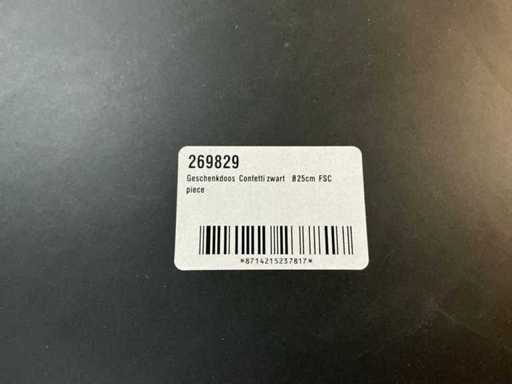 269829
Geschenkdoos Confetti zwart Ø25cm FSC
piece
*8714215237817*